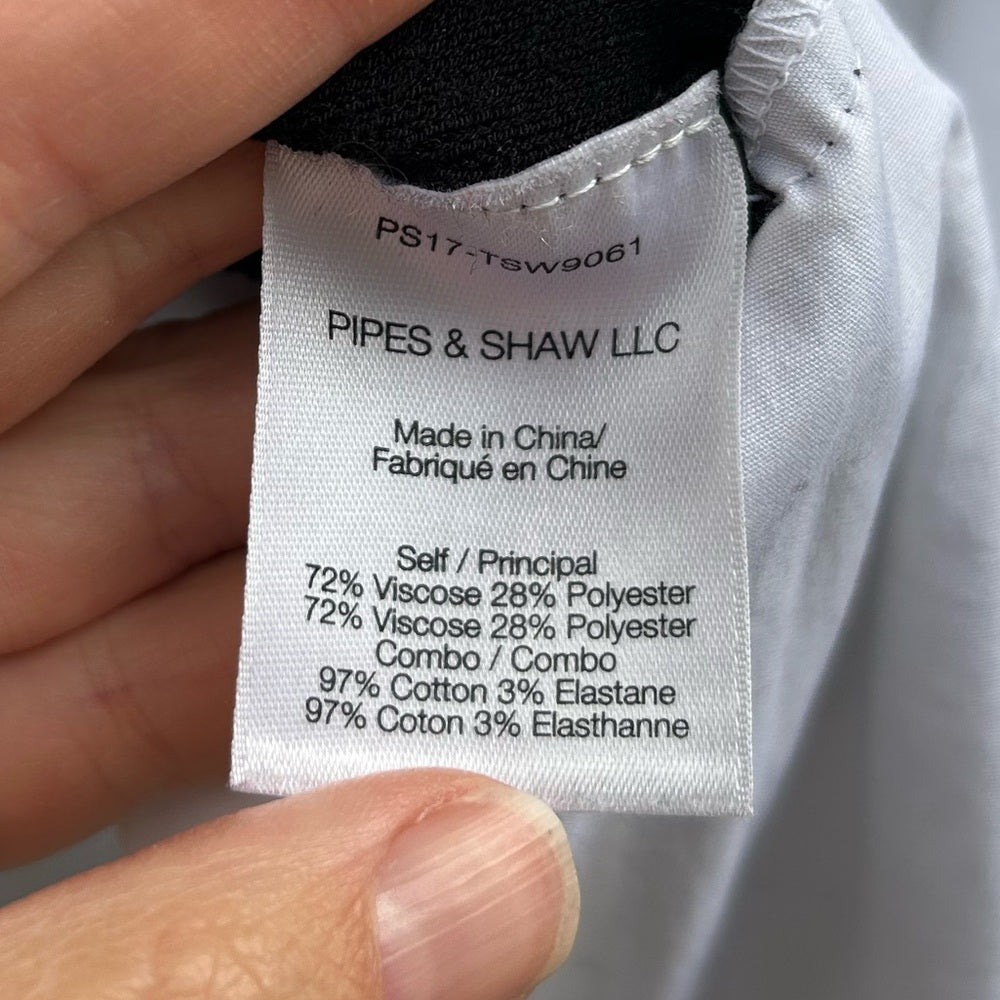 PS17-TSW9061
PIPES & SHAW LLC
Made in China/
Fabriqué en Chine
Self / Principal
72% Viscose 28% Polyester
72% Viscose 28% Polyester
Combo / Combo
97% Cotton 3% Elastane
97% Coton 3% Elasthanne